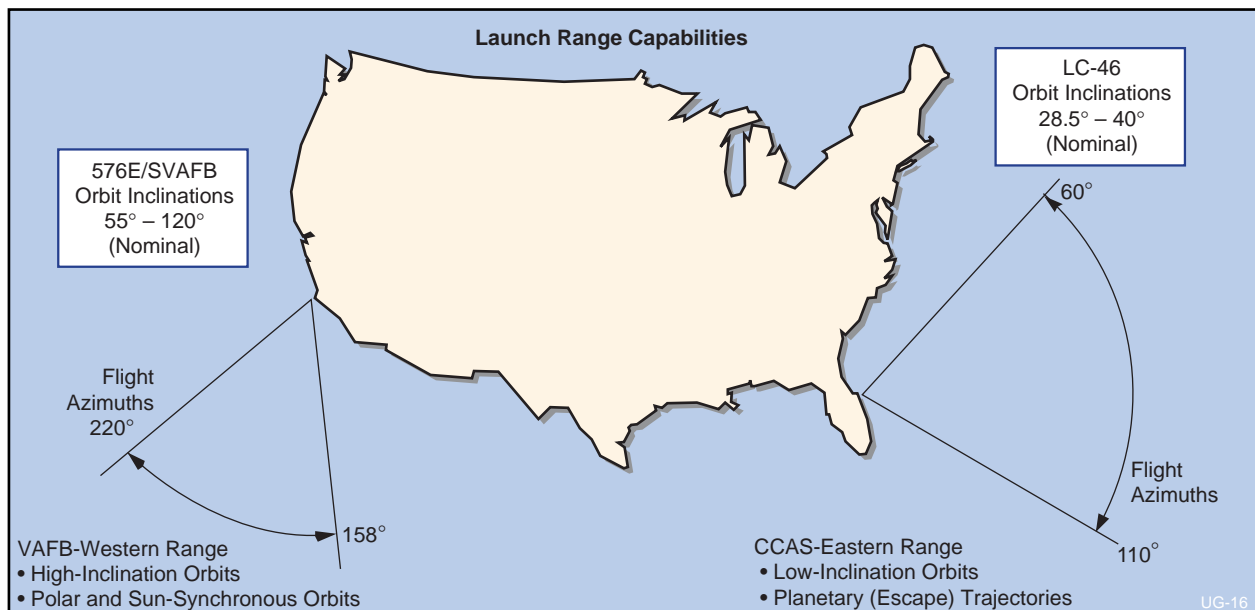 Launch Range Capabilities
576E/SVAFB
Orbit Inclinations
55° – 120°
(Nominal)
LC-46
Orbit Inclinations
28.5° – 40°
(Nominal)
60°
Flight
Azimuths
220°
158°
Flight
Azimuths
110°
VAFB-Western Range
• High-Inclination Orbits
• Polar and Sun-Synchronous Orbits
CCAS-Eastern Range
• Low-Inclination Orbits
• Planetary (Escape) Trajectories
UG-16